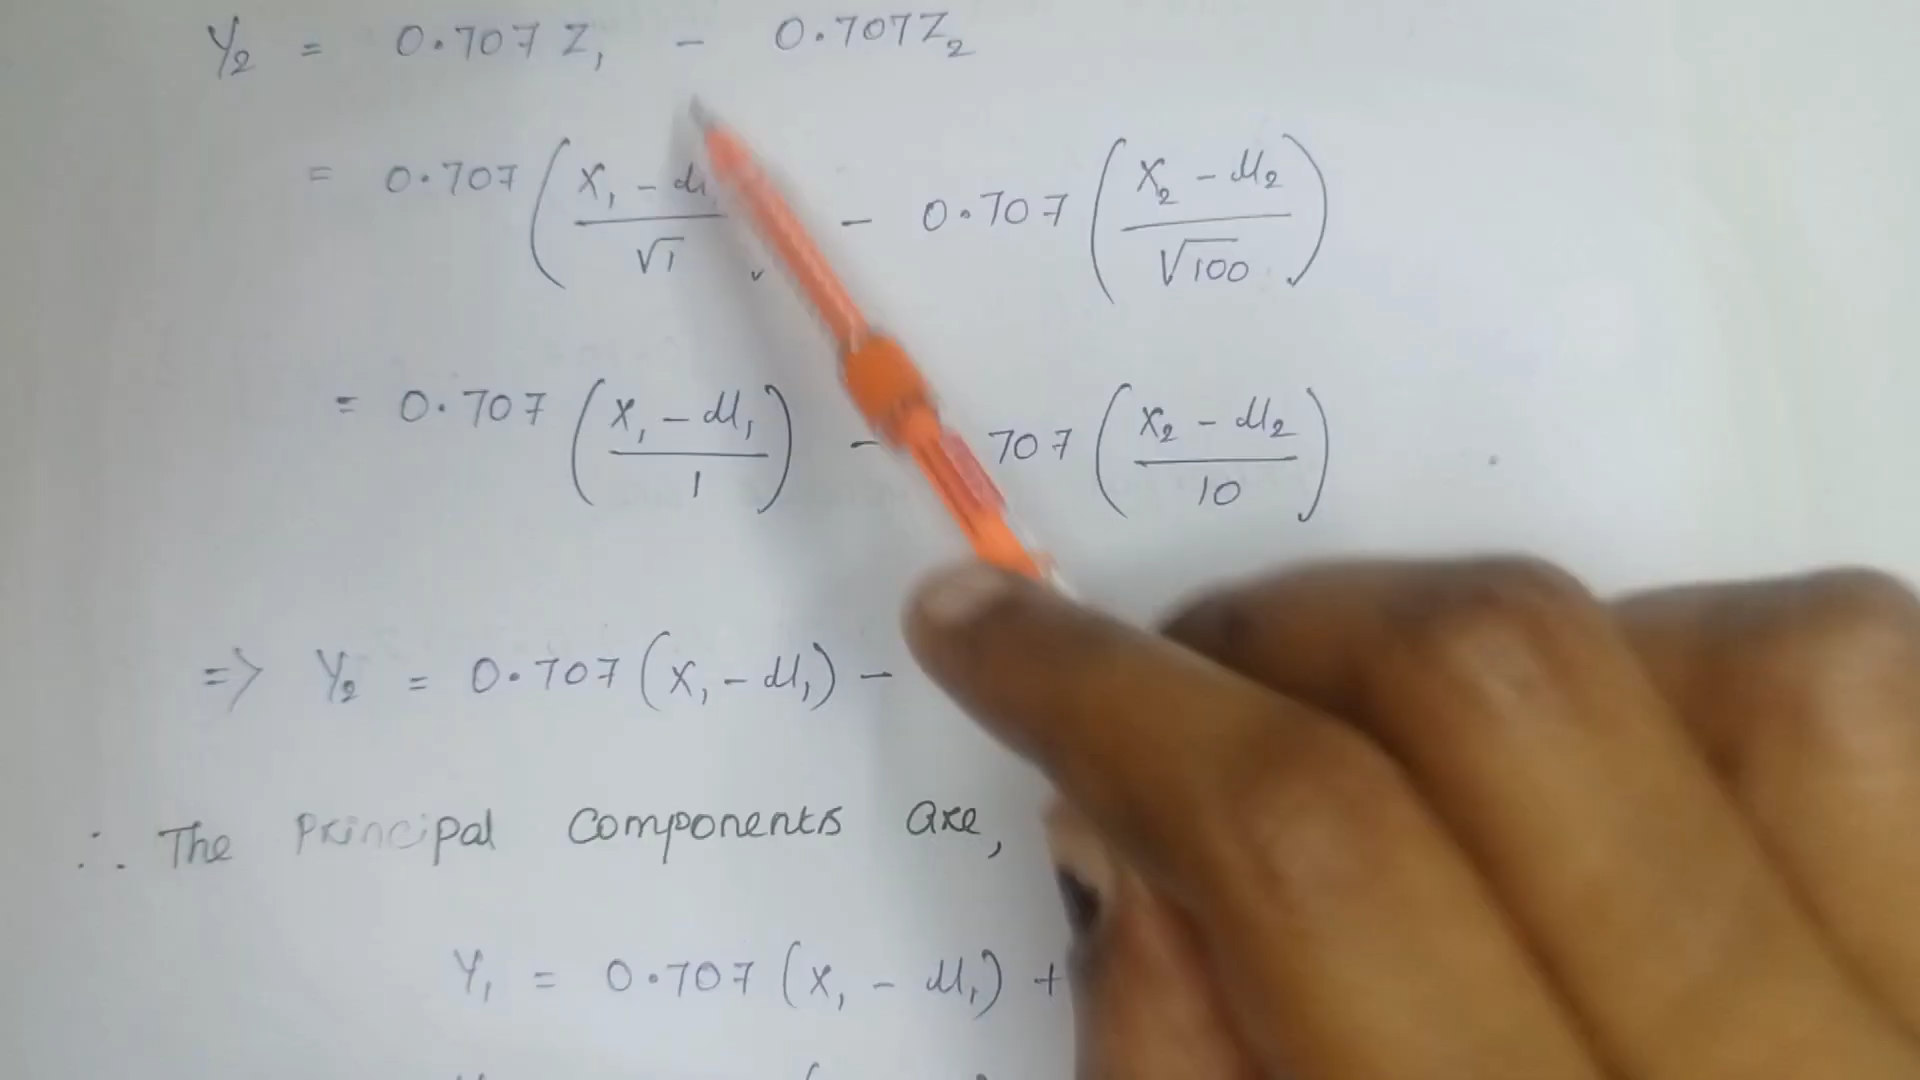 Y₂ = 0.707 Z₁ - 0.707 Z₂
= 0.707 (X₁ - μ / √1 - 0.707 (X₂ - μ₂ / √100)
= 0.707 (X₁ - μ₁ / 1) - 707 (X₂ - μ₂ / 10)
=> Y₂ = 0.707 (X₁ - μ₁) -
∴ The Principal components are,
Y₁ = 0.707 (X₁ - μ₁) +